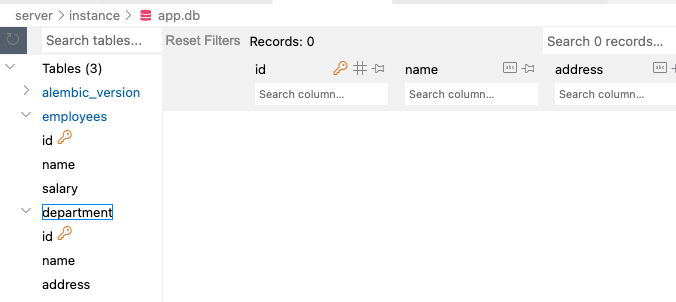 server > instance > app.db
Search tables...
Reset Filters Records: 0
Search 0 records...
Tables (3)
alembic_version
employees
id
name
salary
department
id
name
address
id
name
address
Search column...
Search column...
Search column...